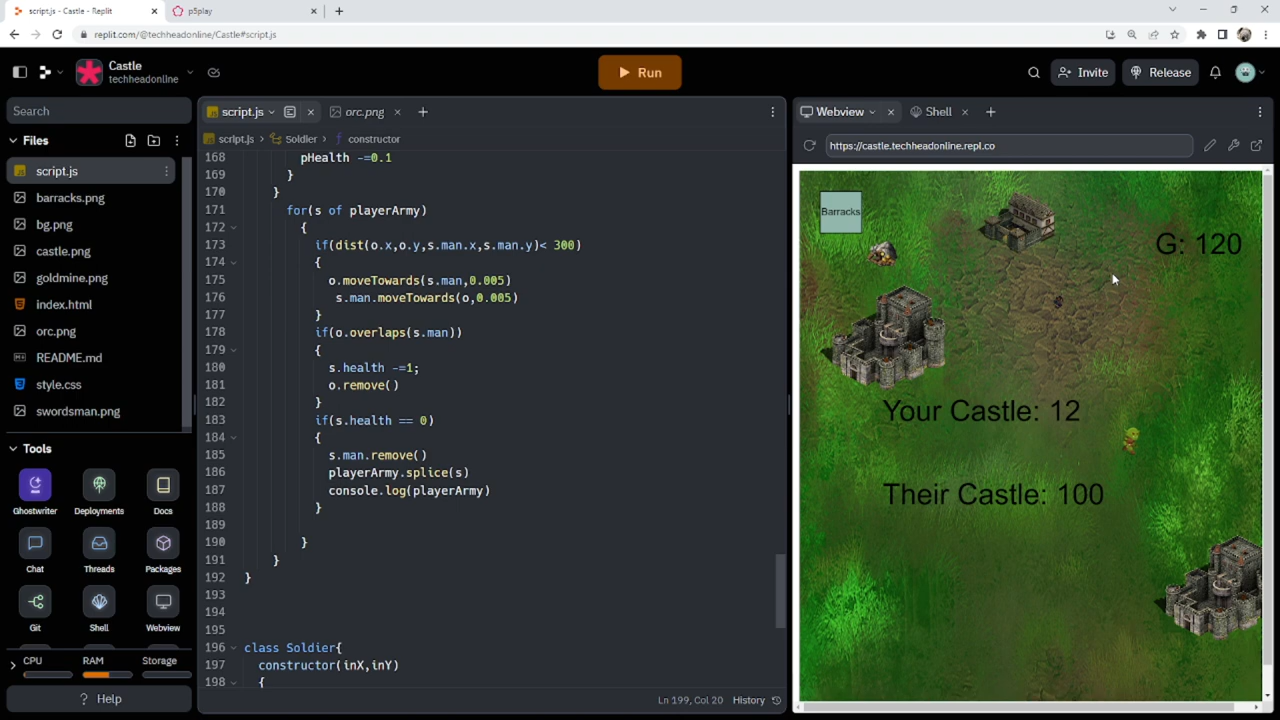 script.js - Castle - Replit
p5play
replit.com/@techheadonline/Castle#script.js
Castle
techheadonline
Run
Invite
Release
Search
Files
script.js
barracks.png
bg.png
castle.png
goldmine.png
index.html
orc.png
README.md
style.css
swordsman.png
Tools
Ghostwriter
Deployments
Docs
Chat
Threads
Packages
Git
Shell
Webview
CPU
RAM
Storage
? Help
script.js
orc.png
script.js > Soldier > constructor
168 pHealth -=0.1
169 }
170 }
171 for(s of playerArmy)
172 {
173 if(dist(o.x,o.y,s.man.x,s.man.y)< 300)
174 {
175 o.moveTowards(s.man,0.005)
176 s.man.moveTowards(o,0.005)
177 }
178 if(o.overlaps(s.man))
179 {
180 s.health -=1;
181 o.remove()
182 }
183 if(s.health == 0)
184 {
185 s.man.remove()
186 playerArmy.splice(s)
187 console.log(playerArmy)
188 }
189
190 }
191 }
192 }
193
194
195
196 class Soldier{
197 constructor(inX,inY)
198 {
Ln 199, Col 20
History
Webview
Shell
https://castle.techheadonline.repl.co
Barracks
G: 120
Your Castle: 12
Their Castle: 100